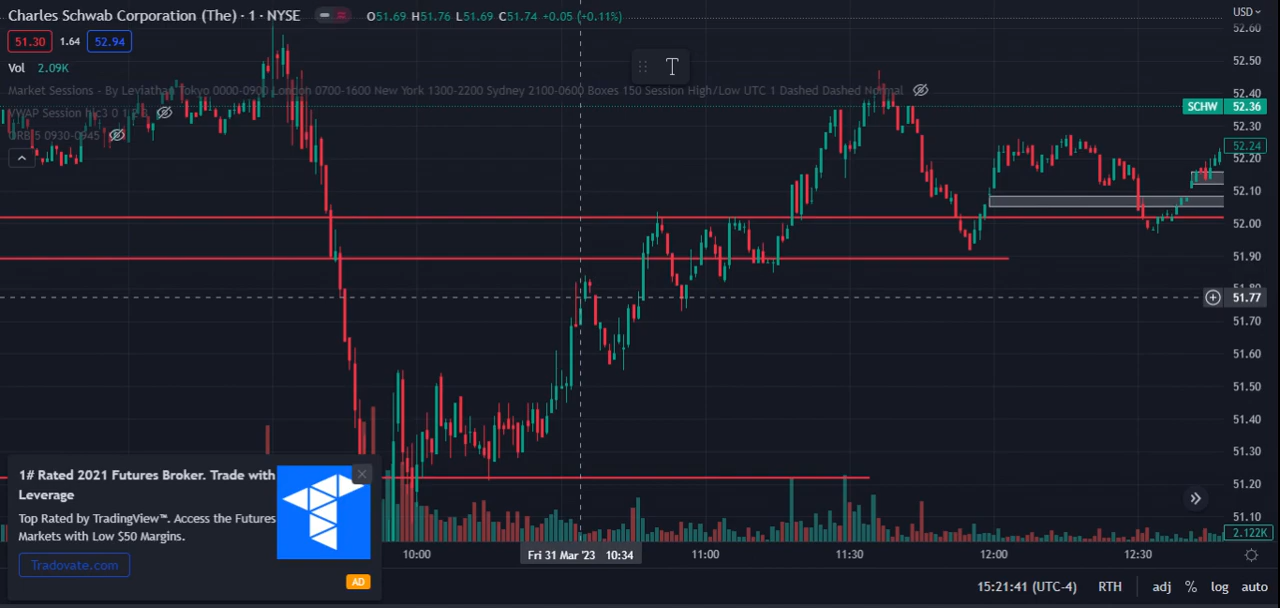 Charles Schwab Corporation (The) · 1 · NYSE O51.69 H51.76 L51.69 C51.74 +0.05 (+0.11%) USD
51.30 1.64 52.94
Vol 2.09K
T
Market Sessions - By Leviathan Tokyo 0000-0900 London 0700-1600 New York 1300-2200 Sydney 2100-0600 Boxes 150 Session High/Low UTC 1 Dashed Dashed Normal
VWAP Session hlc3 0 1
ORB 5 0930-0945
52.60
52.50
52.40
SCHW 52.36
52.30
52.24
52.20
52.10
52.00
51.90
51.80
51.77
51.70
51.60
51.50
51.40
51.30
51.20
51.10
2.122K
1# Rated 2021 Futures Broker. Trade with
Leverage
Top Rated by TradingView™. Access the Futures
Markets with Low $50 Margins.
Tradovate.com
AD
10:00 Fri 31 Mar '23 10:34 11:00 11:30 12:00 12:30
15:21:41 (UTC-4) RTH adj % log auto